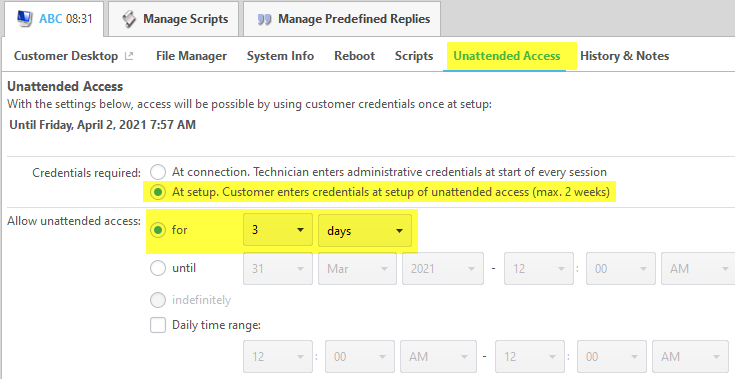 ABC 08:31 Manage Scripts Manage Predefined Replies
Customer Desktop File Manager System Info Reboot Scripts Unattended Access History & Notes
Unattended Access
With the settings below, access will be possible by using customer credentials once at setup:
Until Friday, April 2, 2021 7:57 AM
Credentials required: At connection. Technician enters administrative credentials at start of every session
At setup. Customer enters credentials at setup of unattended access (max. 2 weeks)
Allow unattended access: for 3 days
until 31 Mar 2021 - 12 : 00 AM
indefinitely
Daily time range:
12 : 00 AM - 12 : 00 AM